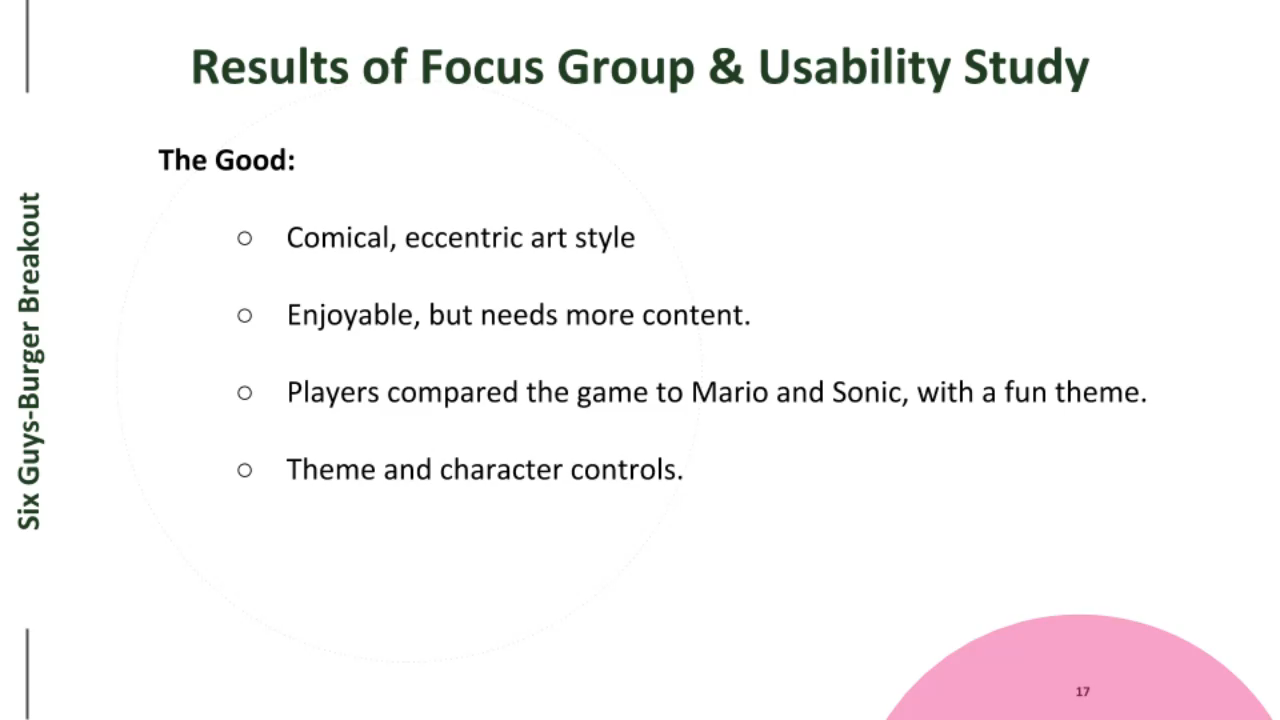 Results of Focus Group & Usability Study
The Good:
○ Comical, eccentric art style
○ Enjoyable, but needs more content.
○ Players compared the game to Mario and Sonic, with a fun theme.
○ Theme and character controls.
Six Guys-Burger Breakout
17